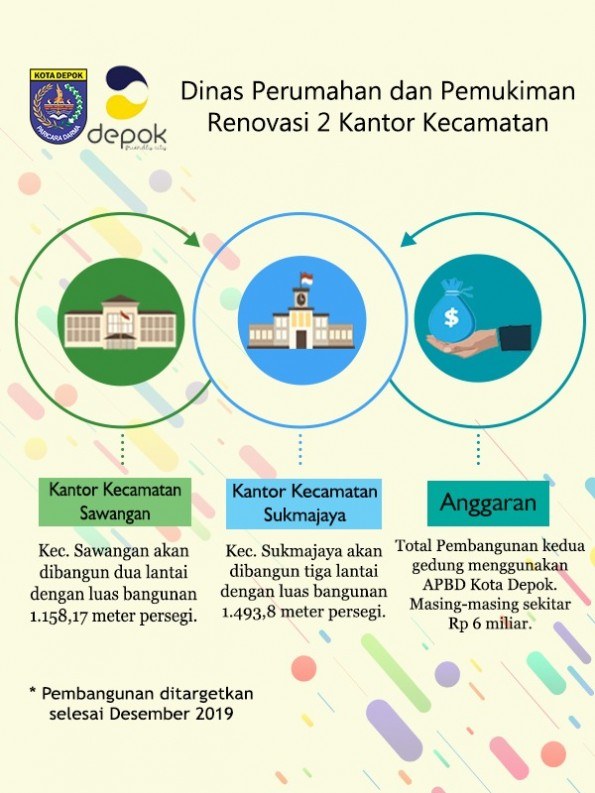 KOTA DEPOK
PARICARA DARMA
depok
friendly city
Dinas Perumahan dan Pemukiman
Renovasi 2 Kantor Kecamatan
$
Kantor Kecamatan
Sawangan
Kec. Sawangan akan
dibangun dua lantai
dengan luas bangunan
1.158,17 meter persegi.
Kantor Kecamatan
Sukmajaya
Kec. Sukmajaya akan
dibangun tiga lantai
dengan luas bangunan
1.493,8 meter persegi.
Anggaran
Total Pembangunan kedua
gedung menggunakan
APBD Kota Depok.
Masing-masing sekitar
Rp 6 miliar.
* Pembangunan ditargetkan
selesai Desember 2019